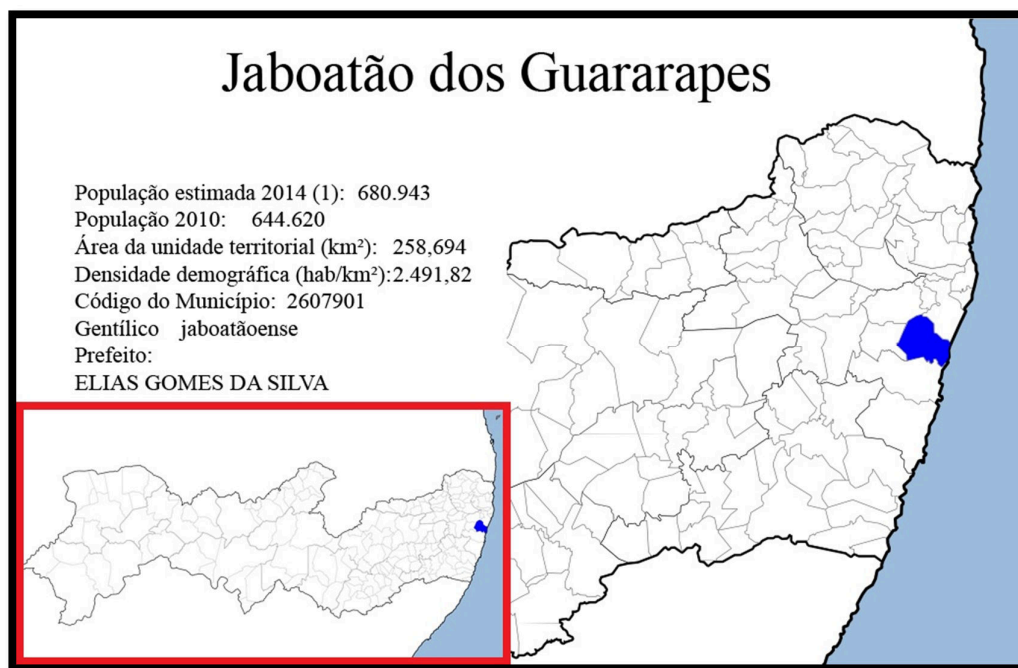 Jaboatão dos Guararapes
População estimada 2014 (1): 680.943
População 2010: 644.620
Área da unidade territorial (km²): 258,694
Densidade demográfica (hab/km²):2.491,82
Código do Município: 2607901
Gentílico jaboatãoense
Prefeito:
ELIAS GOMES DA SILVA